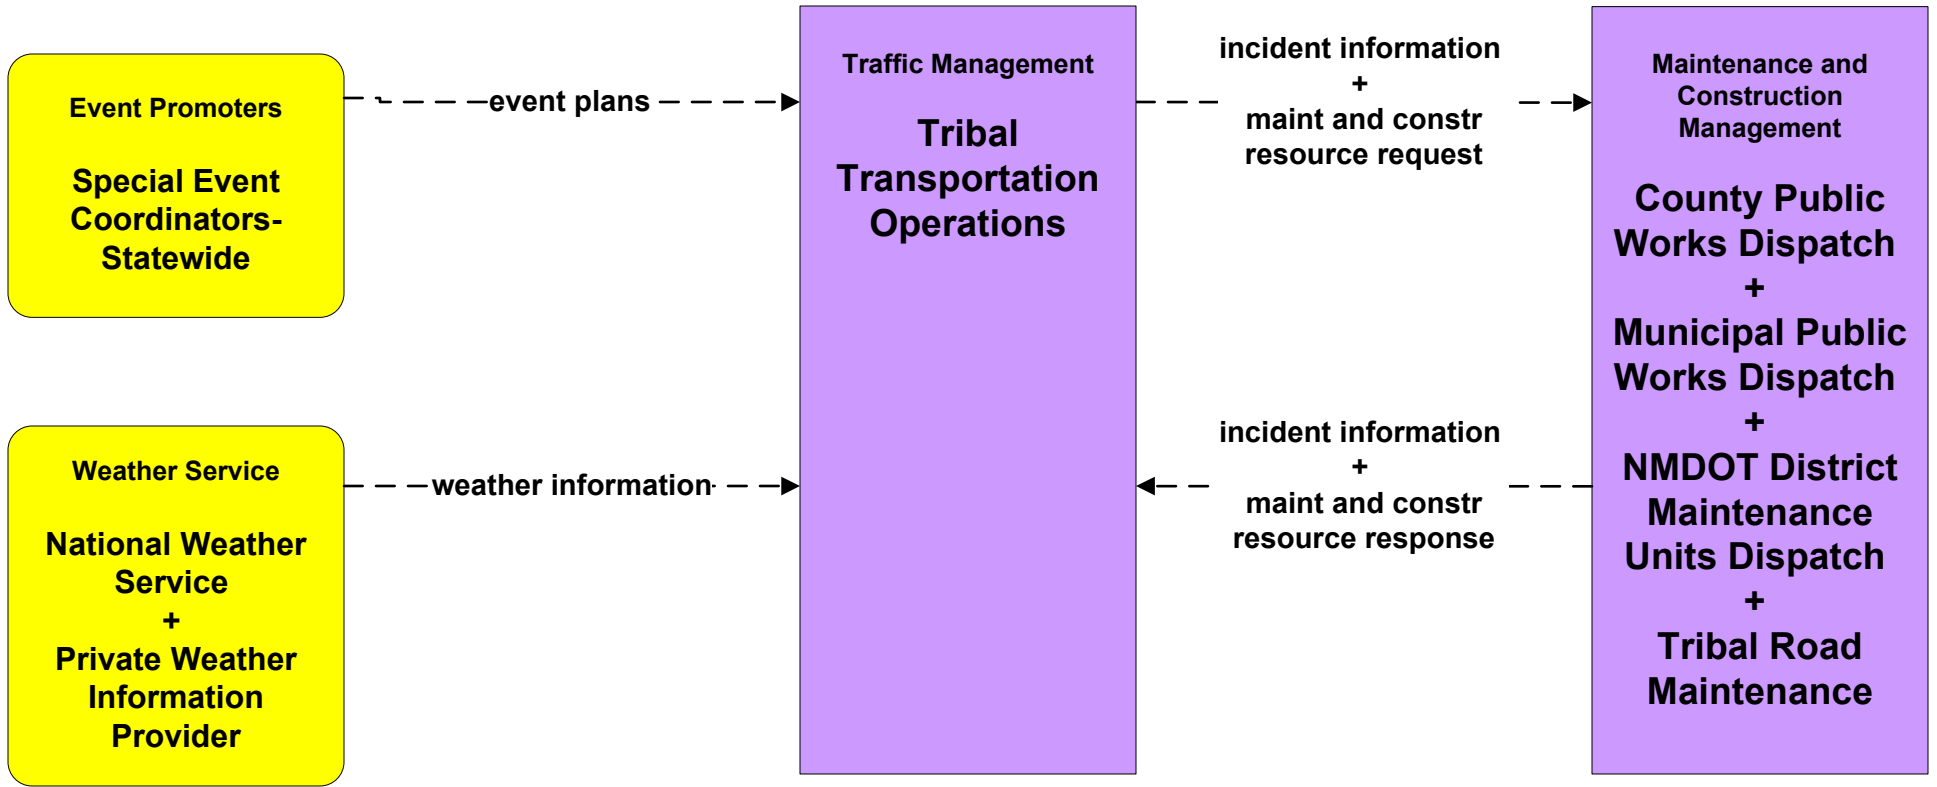 Event Promoters
Special Event
Coordinators-
Statewide
event plans
Weather Service
National Weather
Service
+
Private Weather
Information
Provider
weather information
Traffic Management
Tribal
Transportation
Operations
incident information
+
maint and constr
resource request
incident information
+
maint and constr
resource response
Maintenance and
Construction
Management
County Public
Works Dispatch
+
Municipal Public
Works Dispatch
+
NMDOT District
Maintenance
Units Dispatch
+
Tribal Road
Maintenance